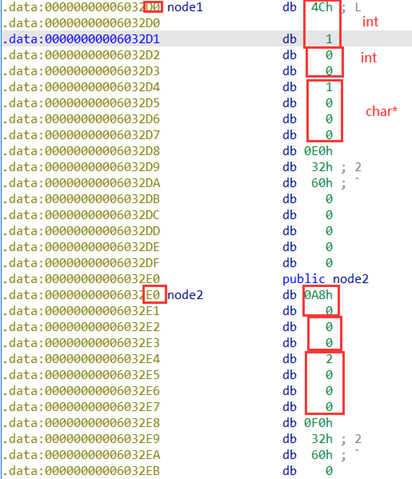 .data:00000000006032D0 node1 db 4Ch ; L
.data:00000000006032D0 int
.data:00000000006032D1 db 1
.data:00000000006032D2 db 0 int
.data:00000000006032D3 db 0
.data:00000000006032D4 db 1
.data:00000000006032D5 db 0
.data:00000000006032D6 db 0 char*
.data:00000000006032D7 db 0
.data:00000000006032D8 db 0E0h
.data:00000000006032D9 db 32h ; 2
.data:00000000006032DA db 60h ; `
.data:00000000006032DB db 0
.data:00000000006032DC db 0
.data:00000000006032DD db 0
.data:00000000006032DE db 0
.data:00000000006032DF db 0
.data:00000000006032E0 public node2
.data:00000000006032E0 node2 db 0A8h
.data:00000000006032E1 db 0
.data:00000000006032E2 db 0
.data:00000000006032E3 db 0
.data:00000000006032E4 db 2
.data:00000000006032E5 db 0
.data:00000000006032E6 db 0
.data:00000000006032E7 db 0
.data:00000000006032E8 db 0F0h
.data:00000000006032E9 db 32h ; 2
.data:00000000006032EA db 60h ; `
.data:00000000006032EB db 0